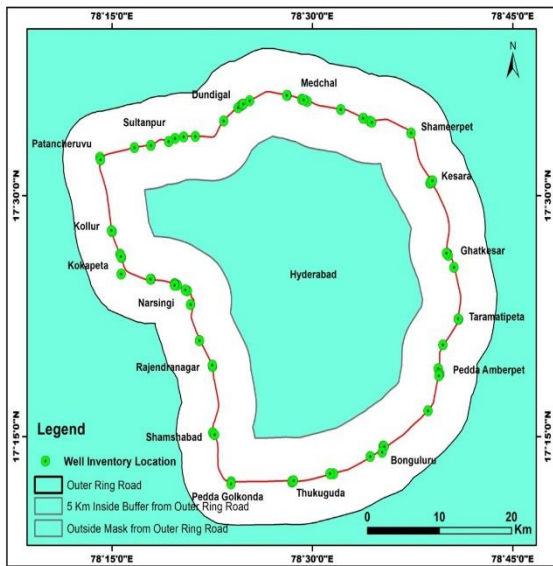 78°15'0"E
78°30'0"E
78°45'0"E
N
Medchal
Dundigal
Sultanpur
Shameerpet
Patancheruvu
17°30'0"N
17°30'0"N
Kesara
Kollur
Ghatkesar
Kokapeta
Hyderabad
Narsingi
Taramatipeta
Rajendranagar
Pedda Amberpet
Legend
Shamshabad
17°15'0"N
17°15'0"N
Well Inventory Location
Bonguluru
Outer Ring Road
Pedda Golkonda
Thukuguda
5 Km Inside Buffer from Outer Ring Road
0 10 20
Km
Outside Mask from Outer Ring Road
78°15'0"E
78°30'0"E
78°45'0"E